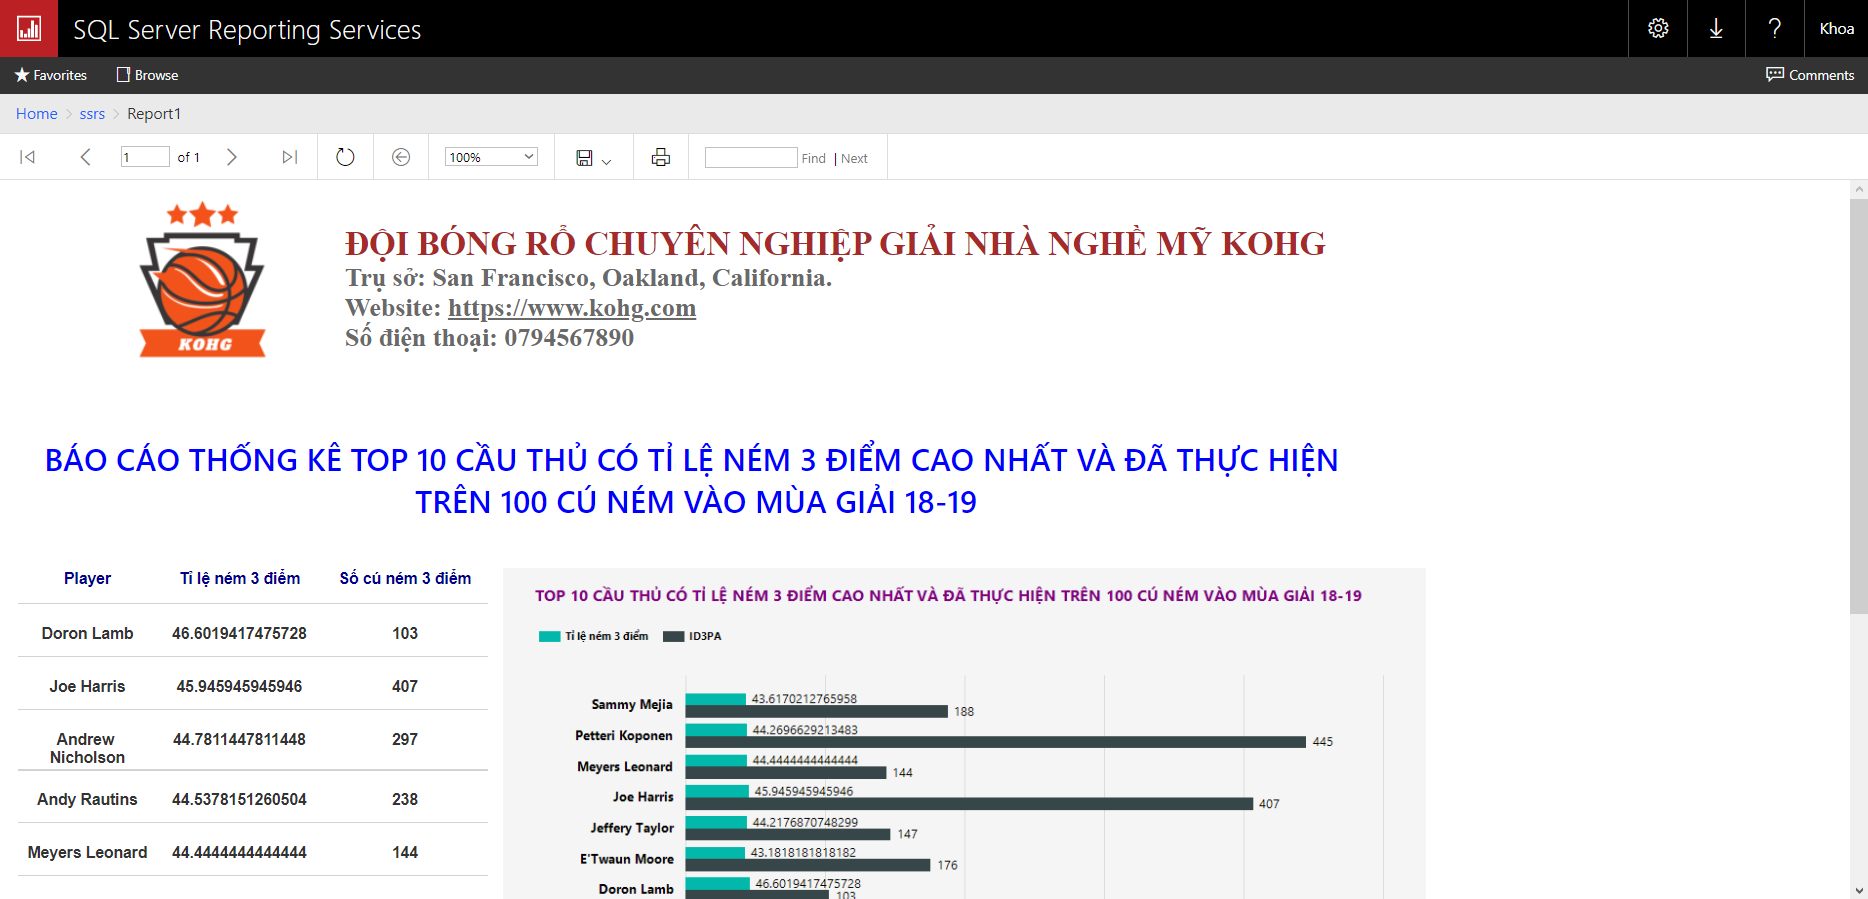 SQL Server Reporting Services
? Khoa
Favorites Browse Comments
Home > ssrs > Report1
1 of 1 100% Find | Next
KOHG
ĐỘI BÓNG RỔ CHUYÊN NGHIỆP GIẢI NHÀ NGHỀ MỸ KOHG
Trụ sở: San Francisco, Oakland, California.
Website: https://www.kohg.com
Số điện thoại: 0794567890
BÁO CÁO THỐNG KÊ TOP 10 CẦU THỦ CÓ TỈ LỆ NÉM 3 ĐIỂM CAO NHẤT VÀ ĐÃ THỰC HIỆN
TRÊN 100 CÚ NÉM VÀO MÙA GIẢI 18-19
Player Tỉ lệ ném 3 điểm Số cú ném 3 điểm
Doron Lamb 46.6019417475728 103
Joe Harris 45.945945945946 407
Andrew
Nicholson 44.7811447811448 297
Andy Rautins 44.5378151260504 238
Meyers Leonard 44.4444444444444 144
TOP 10 CẦU THỦ CÓ TỈ LỆ NÉM 3 ĐIỂM CAO NHẤT VÀ ĐÃ THỰC HIỆN TRÊN 100 CÚ NÉM VÀO MÙA GIẢI 18-19
Tỉ lệ ném 3 điểm ID3PA
Sammy Mejia 43.6170212765958 188
Petteri Koponen 44.2696629213483 445
Meyers Leonard 44.4444444444444 144
Joe Harris 45.945945945946 407
Jeffery Taylor 44.2176870748299 147
E'Twaun Moore 43.1818181818182 176
Doron Lamb 46.6019417475728 103